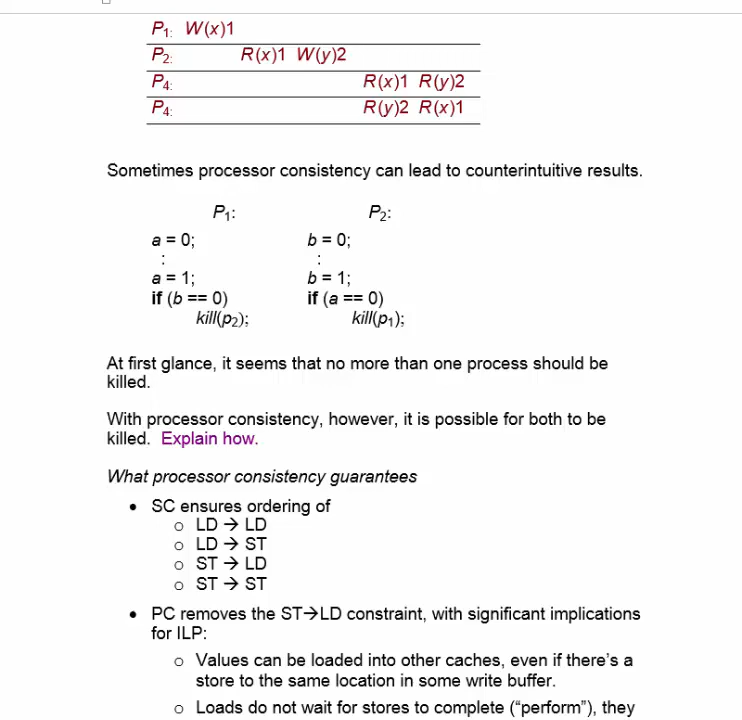 P1: W(x)1
P2: R(x)1 W(y)2
P4: R(x)1 R(y)2
P4: R(y)2 R(x)1
Sometimes processor consistency can lead to counterintuitive results.
P1: P2:
a = 0; b = 0;
: :
a = 1; b = 1;
if (b == 0) if (a == 0)
kill(p2); kill(p1);
At first glance, it seems that no more than one process should be
killed.
With processor consistency, however, it is possible for both to be
killed. Explain how.
What processor consistency guarantees
• SC ensures ordering of
o LD → LD
o LD → ST
o ST → LD
o ST → ST
• PC removes the ST→LD constraint, with significant implications
for ILP:
o Values can be loaded into other caches, even if there's a
store to the same location in some write buffer.
o Loads do not wait for stores to complete ("perform"), they